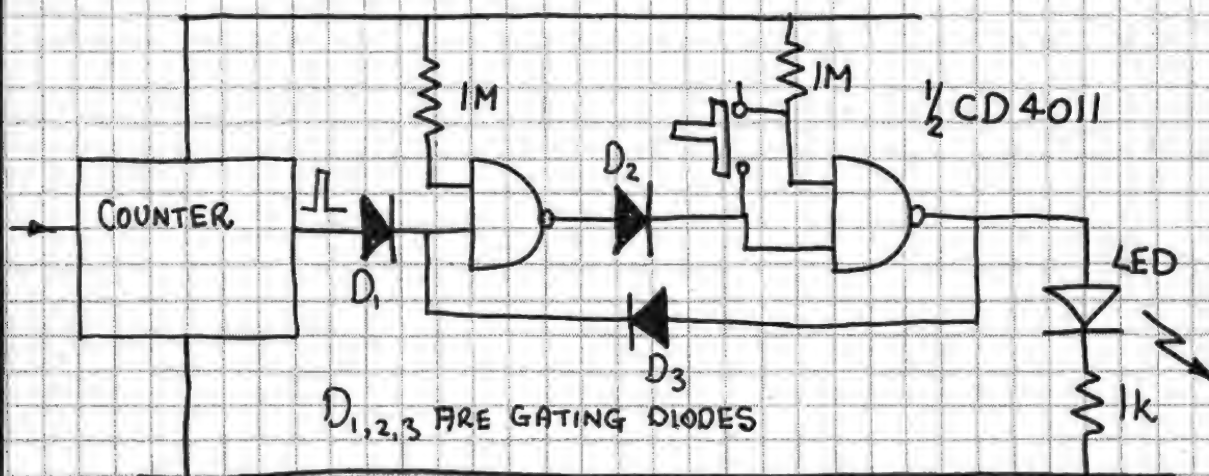 1M
1M
½ CD 4011
COUNTER
D₁
D₂
D₃
LED
1k
D₁,₂,₃ ARE GATING DIODES